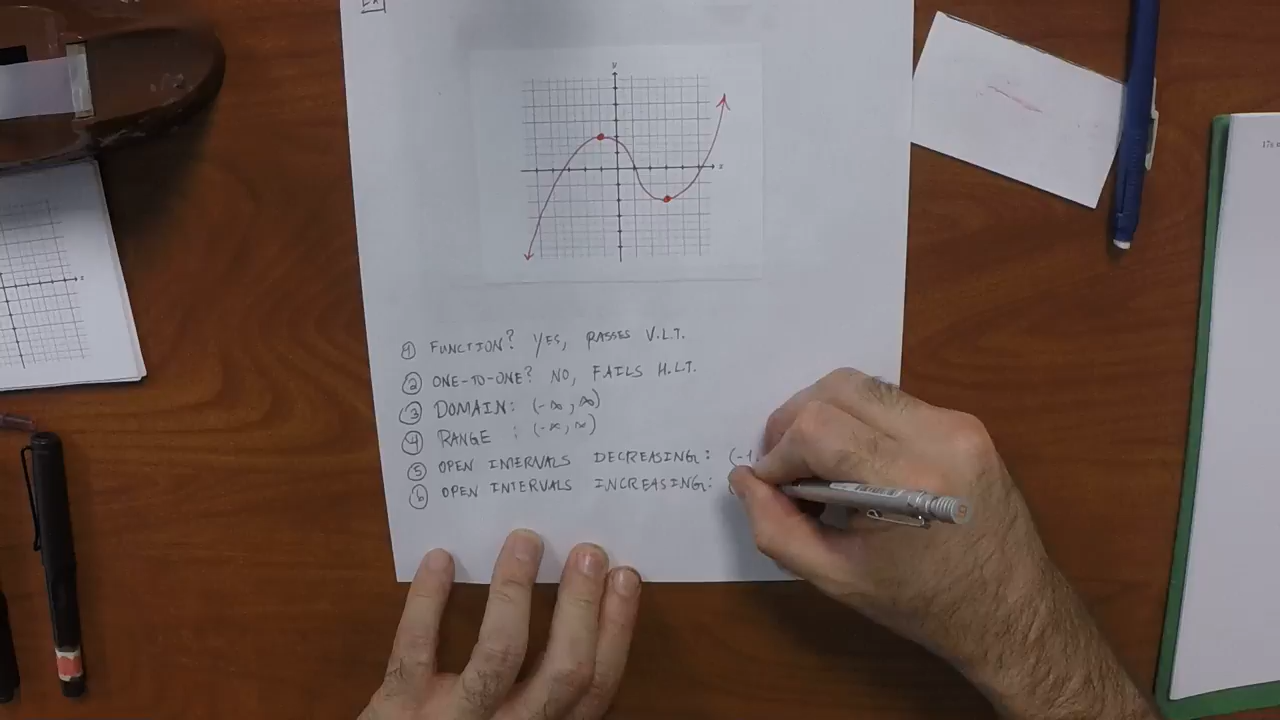 EX
y
x
① FUNCTION? YES, PASSES V.L.T.
② ONE-TO-ONE? NO, FAILS H.L.T.
③ DOMAIN: (-∞, ∞)
④ RANGE : (-∞, ∞)
⑤ OPEN INTERVALS DECREASING: (-1,
⑥ OPEN INTERVALS INCREASING: (